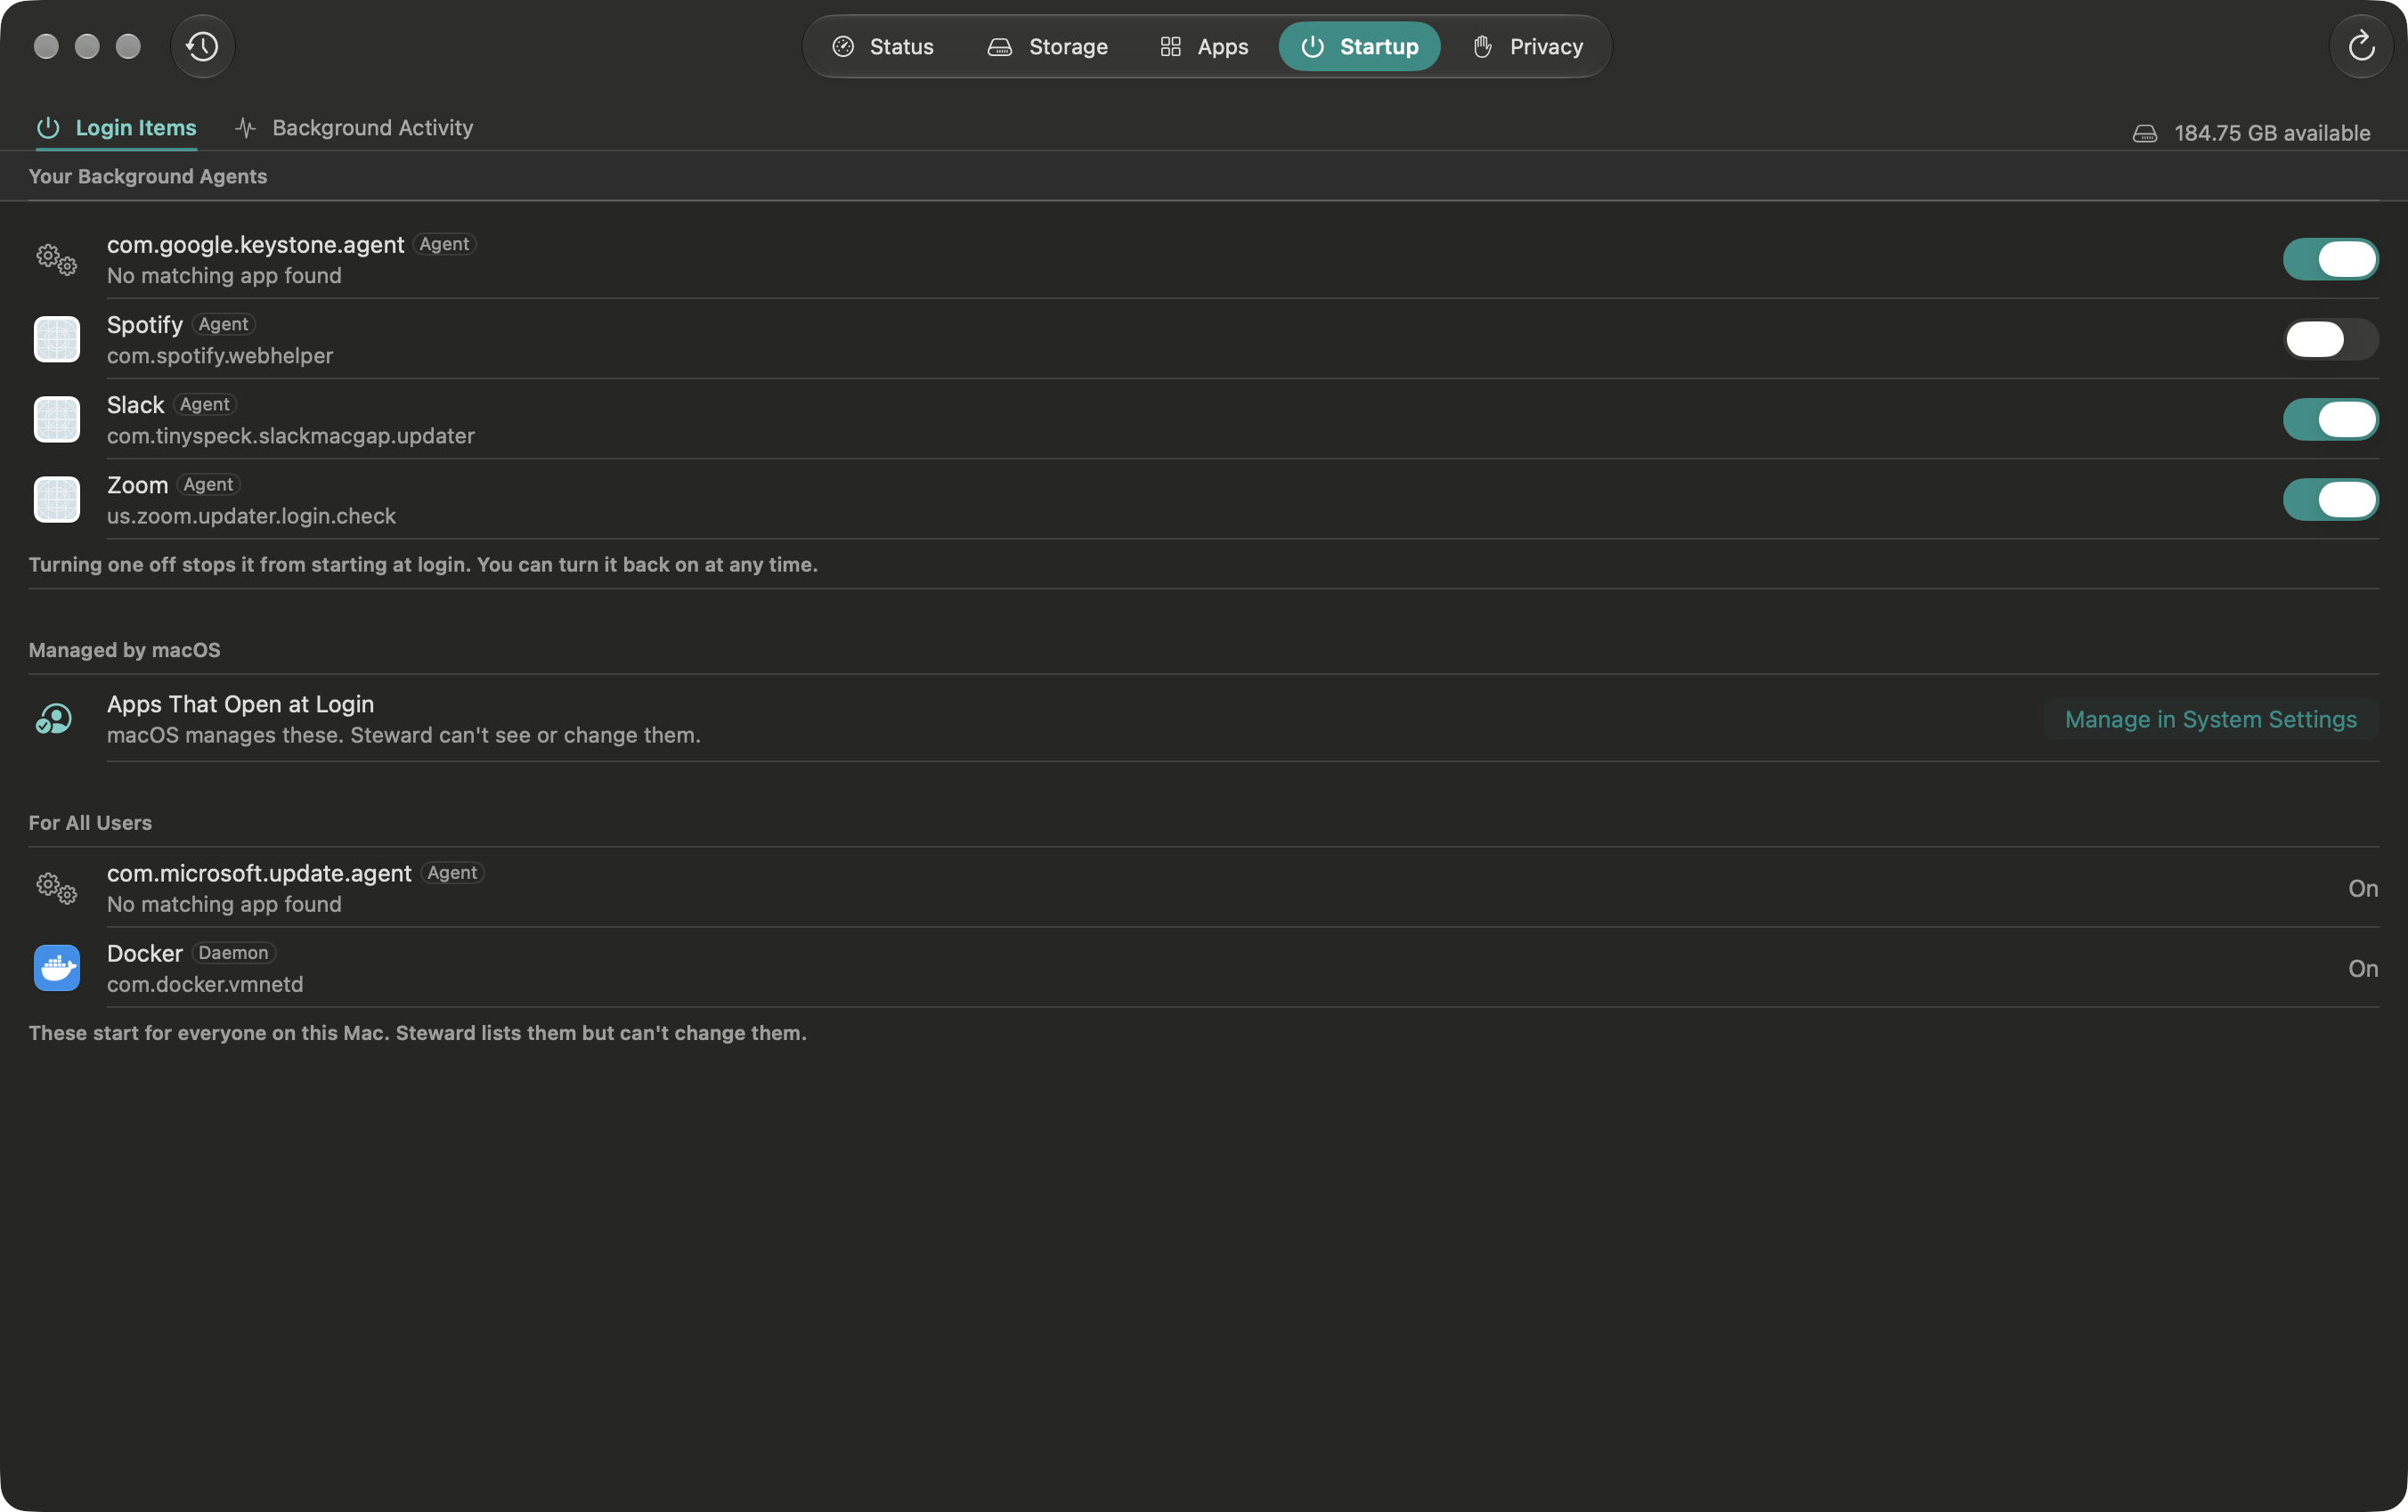 Status
Storage
Apps
Startup
Privacy
Login Items
Background Activity
184.75 GB available
Your Background Agents
com.google.keystone.agent Agent
No matching app found
Spotify Agent
com.spotify.webhelper
Slack Agent
com.tinyspeck.slackmacgap.updater
Zoom Agent
us.zoom.updater.login.check
Turning one off stops it from starting at login. You can turn it back on at any time.
Managed by macOS
Apps That Open at Login
macOS manages these. Steward can't see or change them.
Manage in System Settings
For All Users
com.microsoft.update.agent Agent
No matching app found
On
Docker Daemon
com.docker.vmnetd
On
These start for everyone on this Mac. Steward lists them but can't change them.